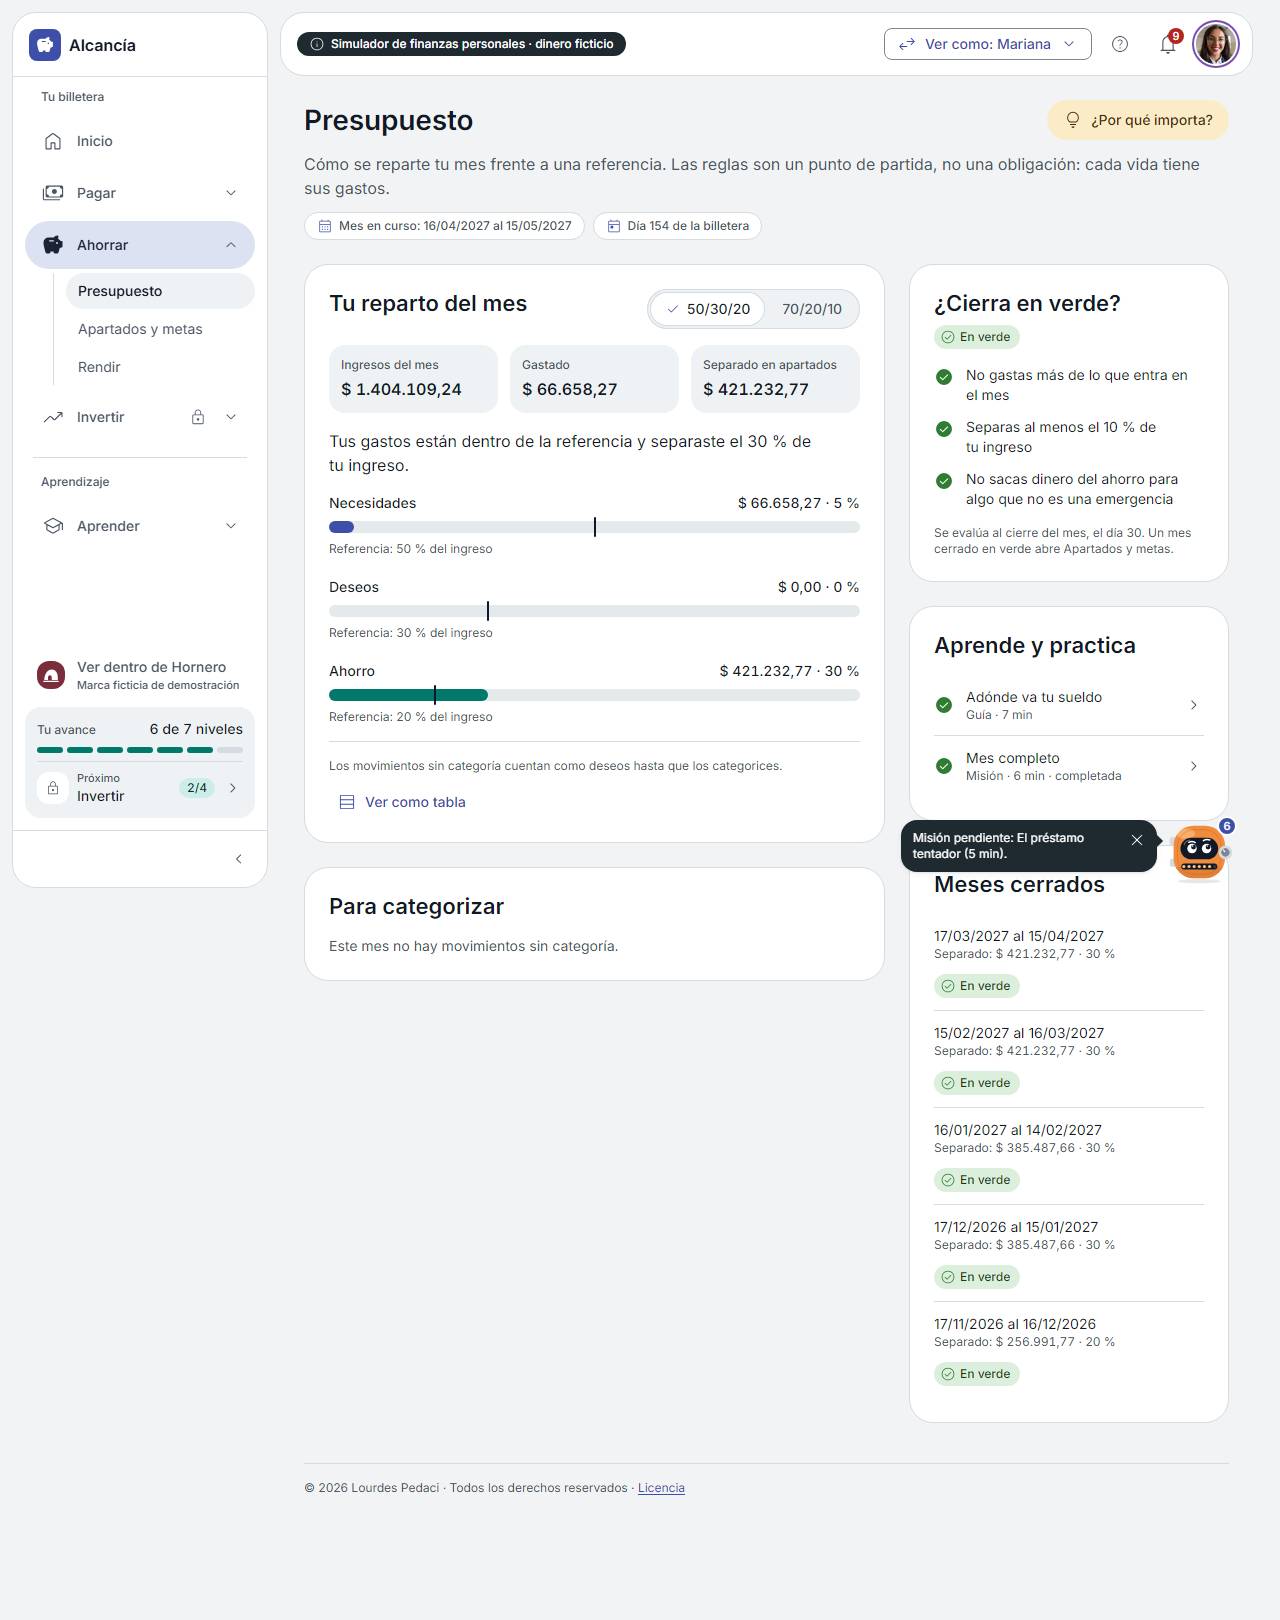 Alcancía
Tu billetera
Inicio
Pagar
Ahorrar
Presupuesto
Apartados y metas
Rendir
Invertir
Aprendizaje
Aprender
Ver dentro de Hornero
Marca ficticia de demostración
Tu avance
6 de 7 niveles
Próximo
Invertir
2/4
Simulador de finanzas personales · dinero ficticio
Ver como: Mariana
9
Presupuesto
¿Por qué importa?
Cómo se reparte tu mes frente a una referencia. Las reglas son un punto de partida, no una obligación: cada vida tiene
sus gastos.
Mes en curso: 16/04/2027 al 15/05/2027
Día 154 de la billetera
Tu reparto del mes
50/30/20
70/20/10
Ingresos del mes
$ 1.404.109,24
Gastado
$ 66.658,27
Separado en apartados
$ 421.232,77
Tus gastos están dentro de la referencia y separaste el 30 % de
tu ingreso.
Necesidades
$ 66.658,27 · 5 %
Referencia: 50 % del ingreso
Deseos
$ 0,00 · 0 %
Referencia: 30 % del ingreso
Ahorro
$ 421.232,77 · 30 %
Referencia: 20 % del ingreso
Los movimientos sin categoría cuentan como deseos hasta que los categorices.
Ver como tabla
Para categorizar
Este mes no hay movimientos sin categoría.
¿Cierra en verde?
En verde
No gastas más de lo que entra en
el mes
Separas al menos el 10 % de
tu ingreso
No sacas dinero del ahorro para
algo que no es una emergencia
Se evalúa al cierre del mes, el día 30. Un mes
cerrado en verde abre Apartados y metas.
Aprende y practica
Adónde va tu sueldo
Guía · 7 min
Mes completo
Misión · 6 min · completada
Misión pendiente: El préstamo
tentador (5 min).
6
Meses cerrados
17/03/2027 al 15/04/2027
Separado: $ 421.232,77 · 30 %
En verde
15/02/2027 al 16/03/2027
Separado: $ 421.232,77 · 30 %
En verde
16/01/2027 al 14/02/2027
Separado: $ 385.487,66 · 30 %
En verde
17/12/2026 al 15/01/2027
Separado: $ 385.487,66 · 30 %
En verde
17/11/2026 al 16/12/2026
Separado: $ 256.991,77 · 20 %
En verde
© 2026 Lourdes Pedaci · Todos los derechos reservados · Licencia